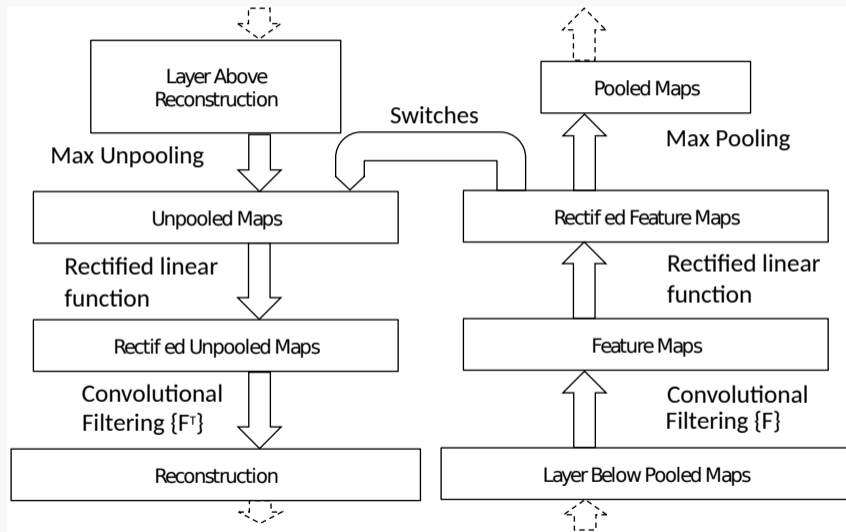 Layer Above
Reconstruction
Pooled Maps
Switches
Max Unpooling
Max Pooling
Unpooled Maps
Rectif ed Feature Maps
Rectified linear
function
Rectified linear
function
Rectif ed Unpooled Maps
Feature Maps
Convolutional
Filtering {Fᵀ}
Convolutional
Filtering {F}
Reconstruction
Layer Below Pooled Maps